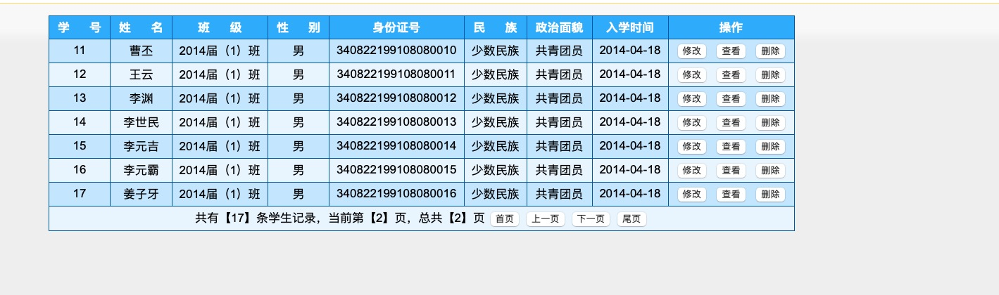 学 号 姓 名 班 级 性 别 身份证号 民 族 政治面貌 入学时间 操作
11 曹丕 2014届（1）班 男 340822199108080010 少数民族 共青团员 2014-04-18 修改 查看 删除
12 王云 2014届（1）班 男 340822199108080011 少数民族 共青团员 2014-04-18 修改 查看 删除
13 李渊 2014届（1）班 男 340822199108080012 少数民族 共青团员 2014-04-18 修改 查看 删除
14 李世民 2014届（1）班 男 340822199108080013 少数民族 共青团员 2014-04-18 修改 查看 删除
15 李元吉 2014届（1）班 男 340822199108080014 少数民族 共青团员 2014-04-18 修改 查看 删除
16 李元霸 2014届（1）班 男 340822199108080015 少数民族 共青团员 2014-04-18 修改 查看 删除
17 姜子牙 2014届（1）班 男 340822199108080016 少数民族 共青团员 2014-04-18 修改 查看 删除
共有【17】条学生记录，当前第【2】页，总共【2】页 首页 上一页 下一页 尾页